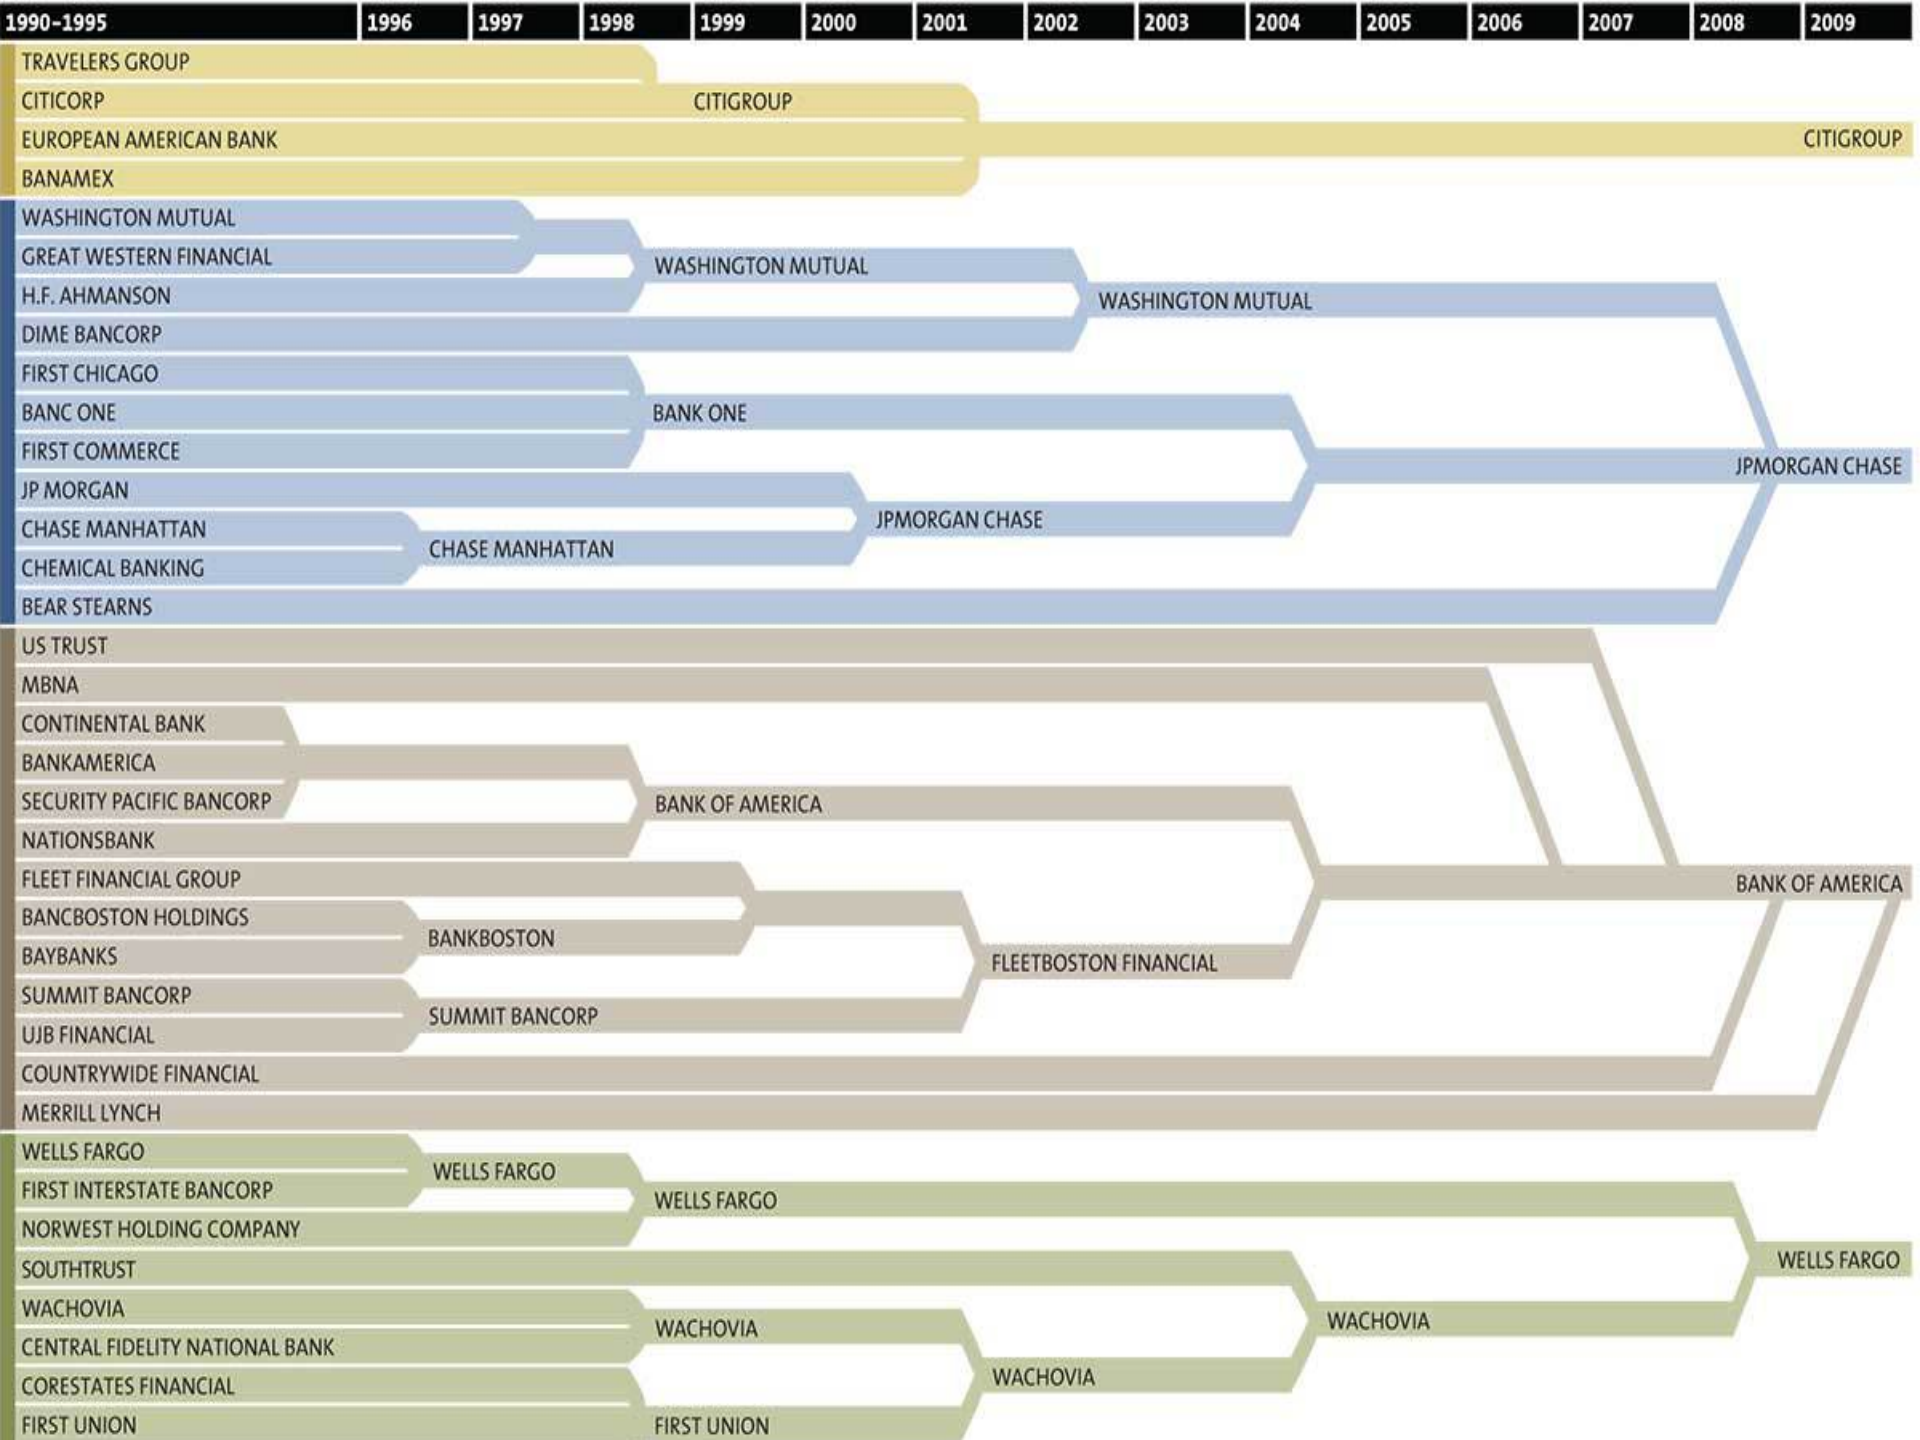 1990-1995 1996 1997 1998 1999 2000 2001 2002 2003 2004 2005 2006 2007 2008 2009
TRAVELERS GROUP
CITICORP CITIGROUP
EUROPEAN AMERICAN BANK CITIGROUP
BANAMEX
WASHINGTON MUTUAL
GREAT WESTERN FINANCIAL
WASHINGTON MUTUAL
H.F. AHMANSON
WASHINGTON MUTUAL
DIME BANCORP
FIRST CHICAGO
BANC ONE BANK ONE
FIRST COMMERCE
JPMORGAN CHASE
JP MORGAN
JPMORGAN CHASE
CHASE MANHATTAN
CHASE MANHATTAN
CHEMICAL BANKING
BEAR STEARNS
US TRUST
MBNA
CONTINENTAL BANK
BANKAMERICA
SECURITY PACIFIC BANCORP BANK OF AMERICA
NATIONSBANK
FLEET FINANCIAL GROUP BANK OF AMERICA
BANCBOSTON HOLDINGS
BANKBOSTON
BAYBANKS
FLEETBOSTON FINANCIAL
SUMMIT BANCORP
SUMMIT BANCORP
UJB FINANCIAL
COUNTRYWIDE FINANCIAL
MERRILL LYNCH
WELLS FARGO
WELLS FARGO
FIRST INTERSTATE BANCORP
WELLS FARGO
NORWEST HOLDING COMPANY
WELLS FARGO
SOUTHTRUST
WACHOVIA
WACHOVIA
WACHOVIA
CENTRAL FIDELITY NATIONAL BANK
WACHOVIA
CORESTATES FINANCIAL
FIRST UNION FIRST UNION